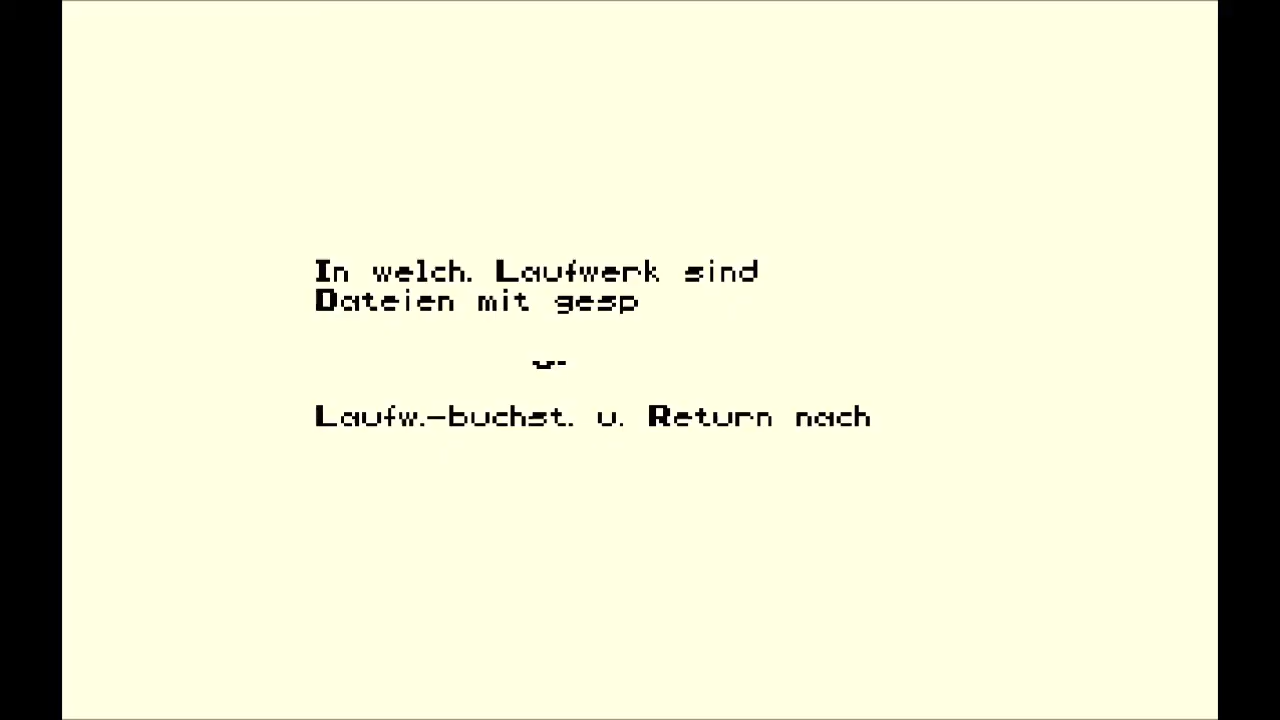 In welch. Laufwerk sind
Dateien mit gesp
Laufw.-buchst. u. Return nach